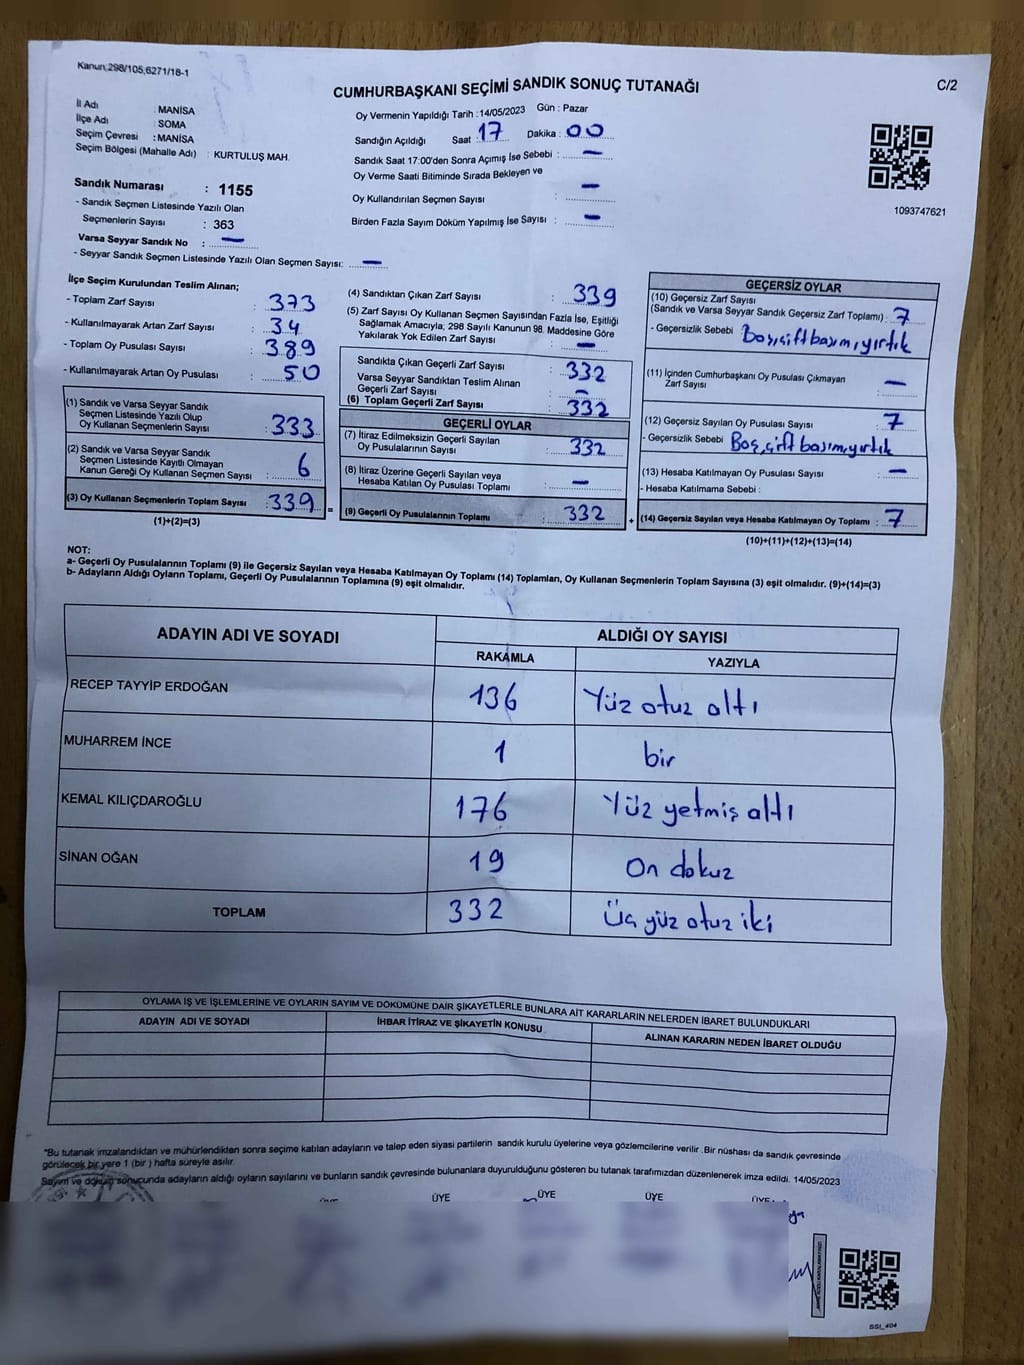 Kanun;298/105;6271/18-1
CUMHURBAŞKANI SEÇİMİ SANDIK SONUÇ TUTANAĞI
C/2
İl Adı : MANİSA
İlçe Adı : SOMA
Seçim Çevresi : MANİSA
Seçim Bölgesi (Mahalle Adı) : KURTULUŞ MAH.
Oy Vermenin Yapıldığı Tarih : 14/05/2023 Gün : Pazar
Sandığın Açıldığı Saat : 17 Dakika : 00
Sandık Saat 17:00'den Sonra Açımış İse Sebebi : —
Oy Verme Saati Bitiminde Sırada Bekleyen ve
Oy Kullandırılan Seçmen Sayısı : —
Birden Fazla Sayım Döküm Yapılmış İse Sayısı : —
1093747621
Sandık Numarası : 1155
- Sandık Seçmen Listesinde Yazılı Olan
Seçmenlerin Sayısı : 363
Varsa Seyyar Sandık No : —
- Seyyar Sandık Seçmen Listesinde Yazılı Olan Seçmen Sayısı: —
İlçe Seçim Kurulundan Teslim Alınan;
- Toplam Zarf Sayısı : 373
- Kullanılmayarak Artan Zarf Sayısı : 34
- Toplam Oy Pusulası Sayısı : 389
- Kullanılmayarak Artan Oy Pusulası : 50
(1) Sandık ve Varsa Seyyar Sandık
Seçmen Listesinde Yazılı Olup
Oy Kullanan Seçmenlerin Sayısı : 333
(2) Sandık ve Varsa Seyyar Sandık
Seçmen Listesinde Kayıtlı Olmayan
Kanun Gereği Oy Kullanan Seçmen Sayısı : 6
(3) Oy Kullanan Seçmenlerin Toplam Sayısı : 339
(1)+(2)=(3)
(4) Sandıktan Çıkan Zarf Sayısı : 339
(5) Zarf Sayısı Oy Kullanan Seçmen Sayısından Fazla İse, Eşitliği
Sağlamak Amacıyla; 298 Sayılı Kanunun 98. Maddesine Göre
Yakılarak Yok Edilen Zarf Sayısı : —
Sandıkta Çıkan Geçerli Zarf Sayısı : 332
Varsa Seyyar Sandıktan Teslim Alınan
Geçerli Zarf Sayısı : —
(6) Toplam Geçerli Zarf Sayısı : 332
GEÇERLİ OYLAR
(7) İtiraz Edilmeksizin Geçerli Sayılan
Oy Pusulalarının Sayısı : 332
(8) İtiraz Üzerine Geçerli Sayılan veya
Hesaba Katılan Oy Pusulası Toplamı : —
= (9) Geçerli Oy Pusulalarının Toplamı : 332 +
GEÇERSİZ OYLAR
(10) Geçersiz Zarf Sayısı
(Sandık ve Varsa Seyyar Sandık Geçersiz Zarf Toplamı) : 7
- Geçersizlik Sebebi : Boş,çift basım,yırtık
(11) İçinden Cumhurbaşkanı Oy Pusulası Çıkmayan
Zarf Sayısı : —
(12) Geçersiz Sayılan Oy Pusulası Sayısı : 7
- Geçersizlik Sebebi : Boş,çift basım,yırtık
(13) Hesaba Katılmayan Oy Pusulası Sayısı : —
- Hesaba Katılmama Sebebi :
(14) Geçersiz Sayılan veya Hesaba Katılmayan Oy Toplamı : 7
(10)+(11)+(12)+(13)=(14)
NOT:
a- Geçerli Oy Pusulalarının Toplamı (9) ile Geçersiz Sayılan veya Hesaba Katılmayan Oy Toplamı (14) Toplamları, Oy Kullanan Seçmenlerin Toplam Sayısına (3) eşit olmalıdır. (9)+(14)=(3)
b- Adayların Aldığı Oyların Toplamı, Geçerli Oy Pusulalarının Toplamına (9) eşit olmalıdır.
ADAYIN ADI VE SOYADI ALDIĞI OY SAYISI
RAKAMLA YAZIYLA
RECEP TAYYİP ERDOĞAN 136 Yüz otuz altı
MUHARREM İNCE 1 bir
KEMAL KILIÇDAROĞLU 176 Yüz yetmiş altı
SİNAN OĞAN 19 On dokuz
TOPLAM 332 Üç yüz otuz iki
OYLAMA İŞ VE İŞLEMLERİNE VE OYLARIN SAYIM VE DÖKÜMÜNE DAİR ŞİKAYETLERLE BUNLARA AİT KARARLARIN NELERDEN İBARET BULUNDUKLARI
ADAYIN ADI VE SOYADI İHBAR İTİRAZ VE ŞİKAYETİN KONUSU ALINAN KARARIN NEDEN İBARET OLDUĞU
*Bu tutanak imzalandıktan ve mühürlendikten sonra seçime katılan adayların ve talep eden siyasi partilerin sandık kurulu üyelerine veya gözlemcilerine verilir .Bir nüshası da sandık çevresinde
görülecek bir yere 1 (bir ) hafta süreyle asılır.
Sayım ve döküm sonucunda adayların aldığı oyların sayılarını ve bunların sandık çevresinde bulunanlara duyurulduğunu gösteren bu tutanak tarafımızdan düzenlenerek imza edildi. 14/05/2023
ÜYE ÜYE ÜYE ÜYE
SSI_404